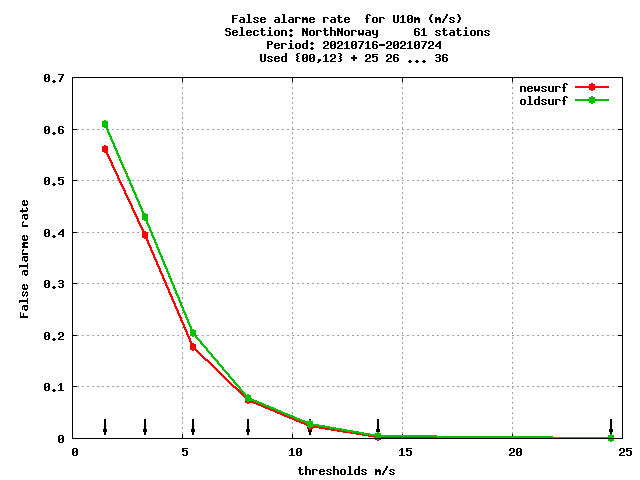 False alarme rate  for U10m (m/s)
Selection: NorthNorway     61 stations
Period: 20210716-20210724
Used {00,12} + 25 26 ... 36
newsurf
oldsurf
0.7
0.6
0.5
0.4
0.3
0.2
0.1
0
False alarme rate
0 5 10 15 20 25
thresholds m/s